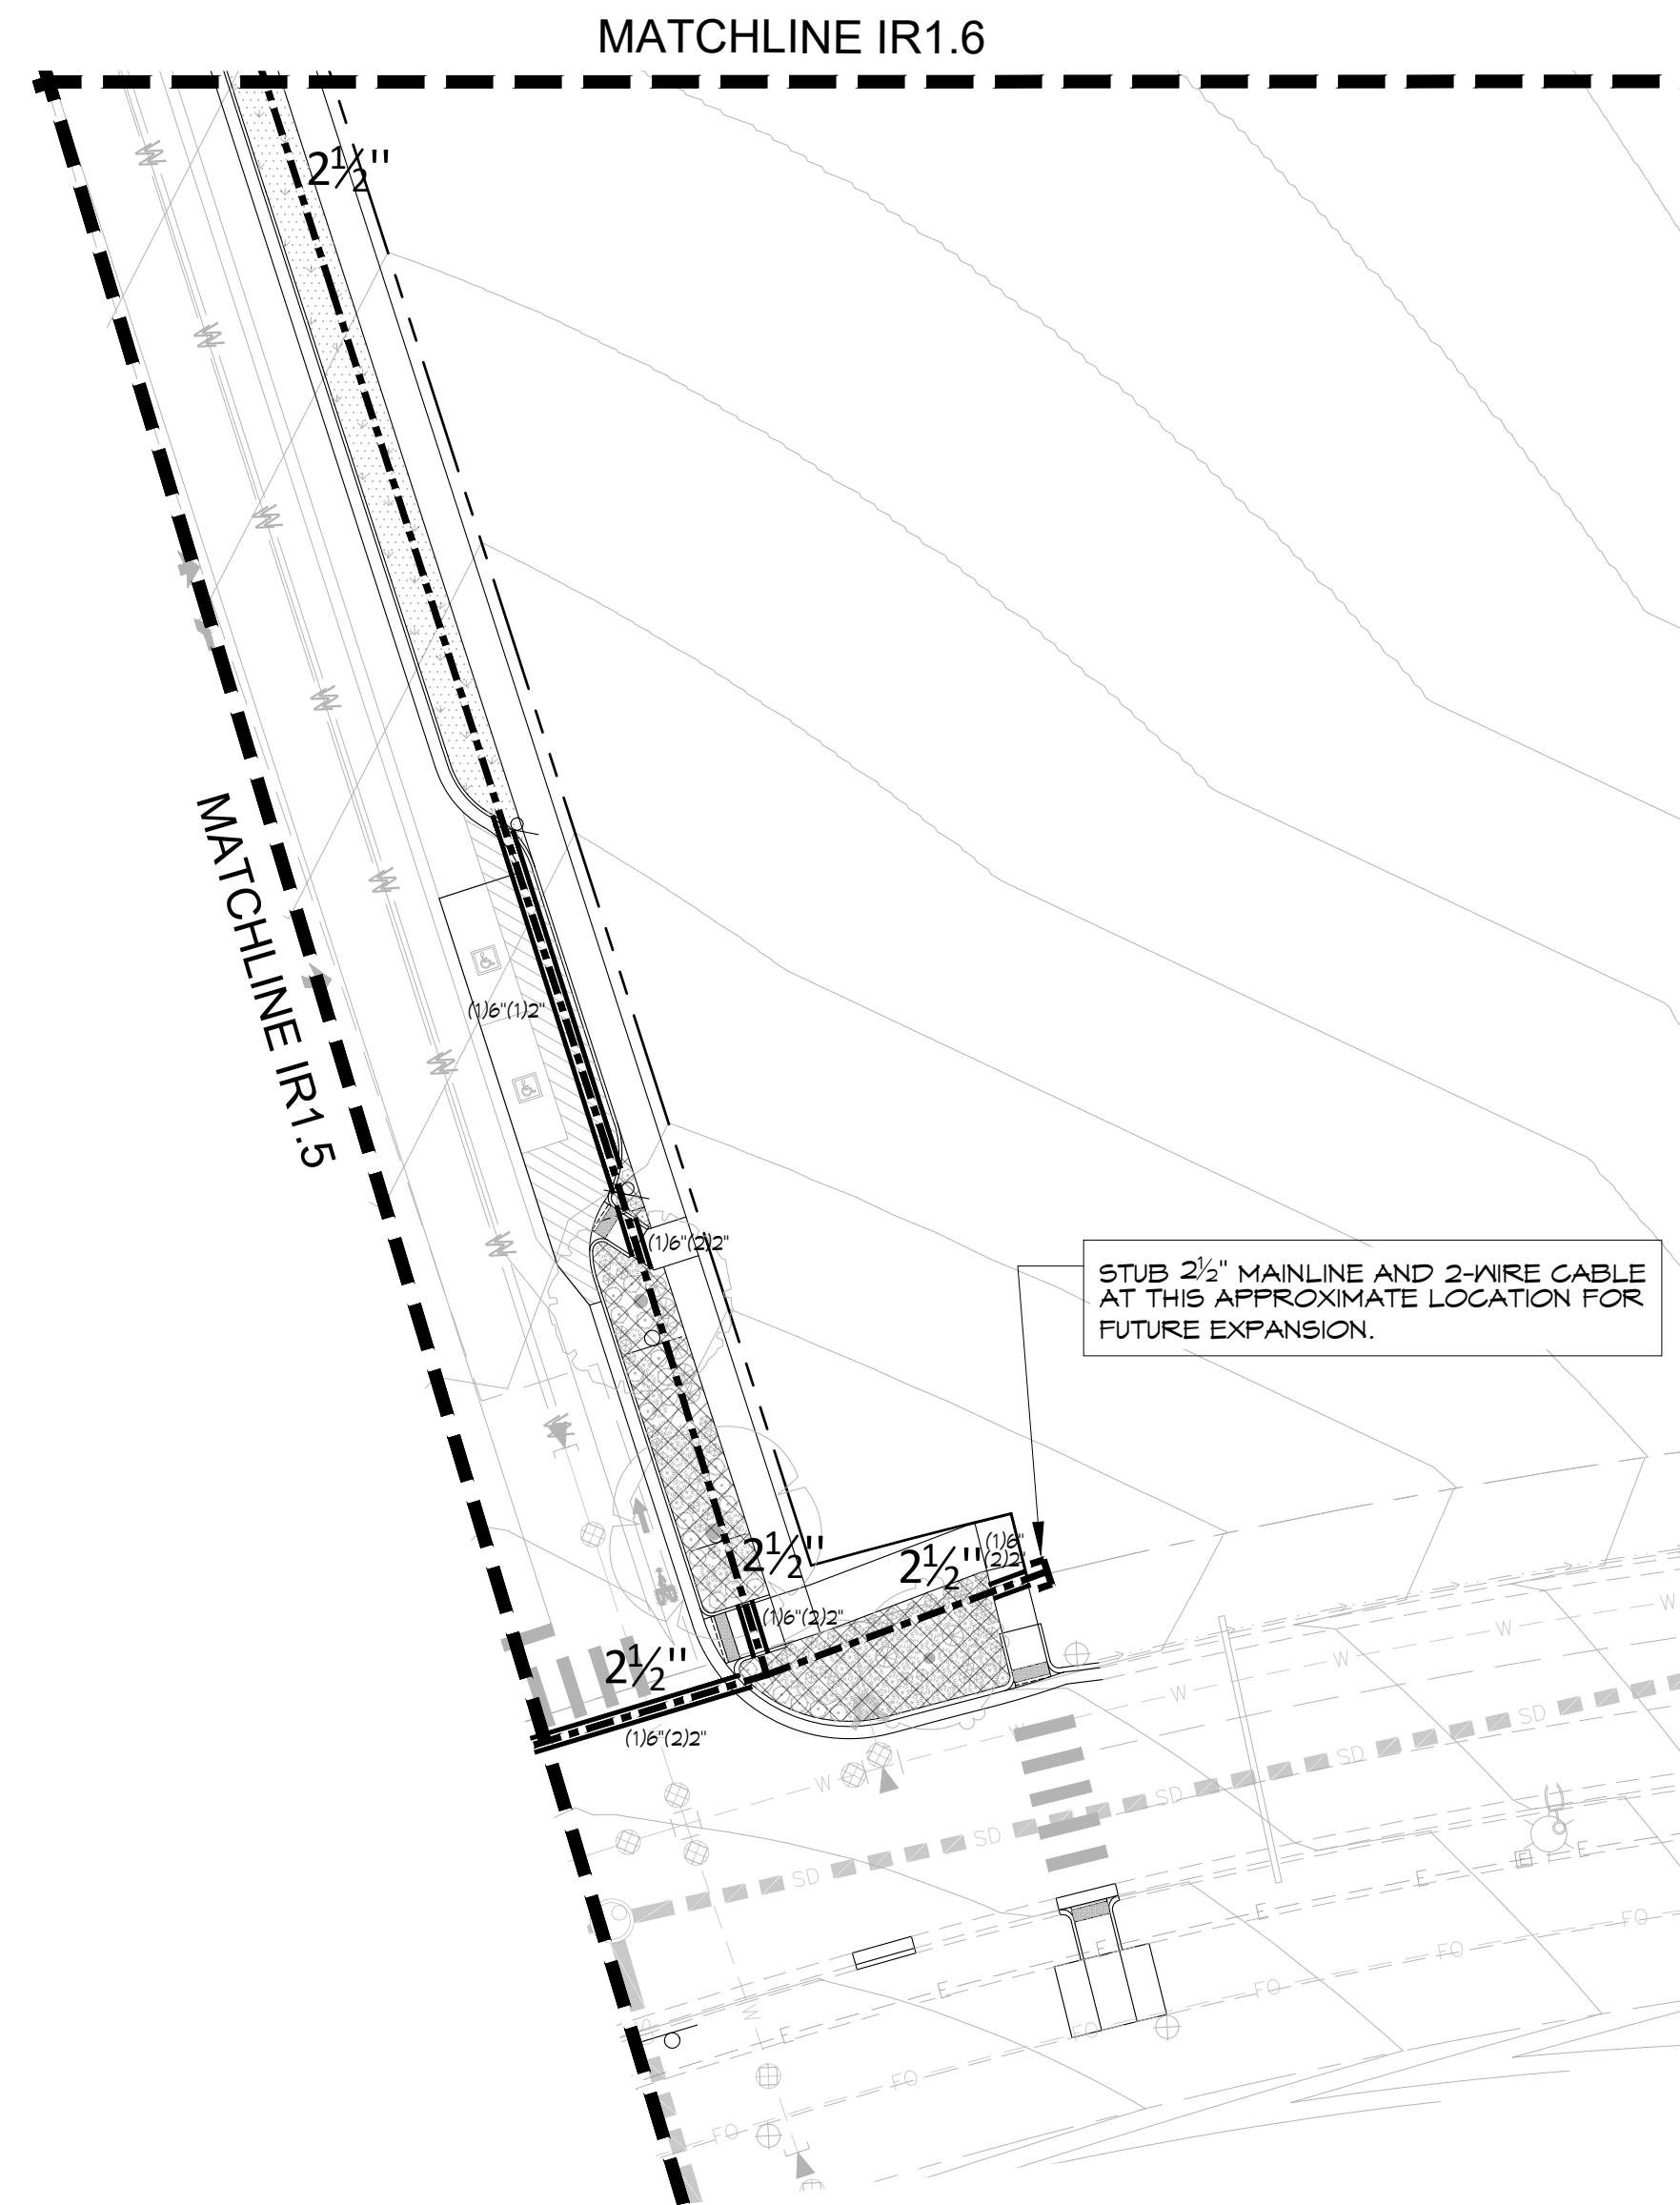 MATCHLINE IR1.6
2½"
MATCHLINE IR1.5
(1)6"(1)2"
(1)6"(2)2"
STUB 2½" MAINLINE AND 2-WIRE CABLE
AT THIS APPROXIMATE LOCATION FOR
FUTURE EXPANSION.
2½"
2½"
(1)6"
(2)2"
(1)6"(2)2"
2½"
(1)6"(2)2"
W
W
W
W
W
W
SD
SD
SD
SD
E
E
E
E
E
E
E
FO
FO
FO
FO
FO
FO
W